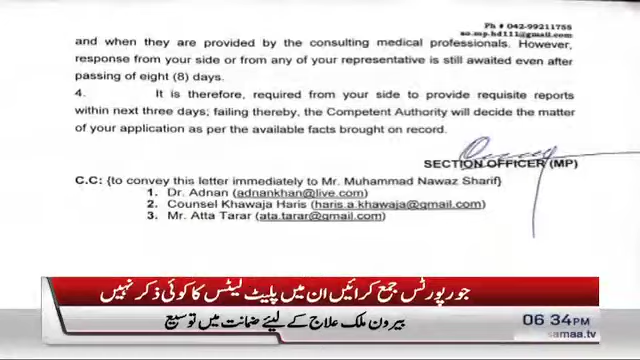 Ph # 042-99211755
so.mp.hd111@gmail.com
and when they are provided by the consulting medical professionals. However,
response from your side or from any of your representative is still awaited even after
passing of eight (8) days.
4. It is therefore, required from your side to provide requisite reports
within next three days; failing thereby, the Competent Authority will decide the matter
of your application as per the available facts brought on record.
SECTION OFFICER (MP)
C.C: {to convey this letter immediately to Mr. Muhammad Nawaz Sharif}
1. Dr. Adnan (adnankhan@live.com)
2. Counsel Khawaja Haris (haris.a.khawaja@gmail.com)
3. Mr. Atta Tarar (ata.tarar@gmail.com)
جو رپورٹس جمع کرائیں ان میں پلیٹ لیٹس کا کوئی ذکر نہیں
بیرون ملک علاج کے لیئے ضمانت میں توسیع
06:34PM
samaa.tv